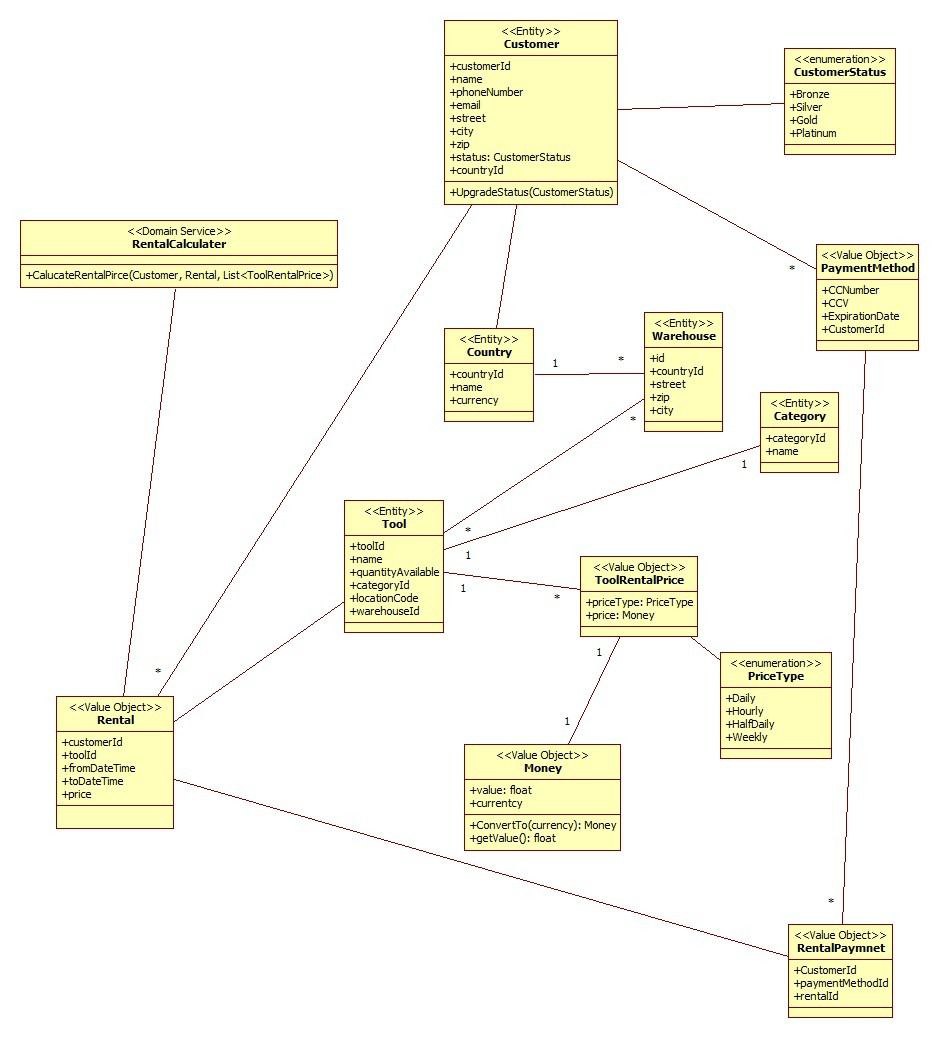 <<Entity>>
Customer
+customerId
+name
+phoneNumber
+email
+street
+city
+zip
+status: CustomerStatus
+countryId
+UpgradeStatus(CustomerStatus)
<<enumeration>>
CustomerStatus
+Bronze
+Silver
+Gold
+Platinum
<<Domain Service>>
RentalCalculater
+CalucateRentalPirce(Customer, Rental, List<ToolRentalPrice>)
<<Value Object>>
PaymentMethod
+CCNumber
+CCV
+ExpirationDate
+CustomerId
*
<<Entity>>
Country
+countryId
+name
+currency
1
*
<<Entity>>
Warehouse
+id
+countryId
+street
+zip
+city
*
<<Entity>>
Category
+categoryId
+name
1
<<Entity>>
Tool
+toolId
+name
+quantityAvailable
+categoryId
+locationCode
+warehouseId
*
1
1
*
<<Value Object>>
ToolRentalPrice
+priceType: PriceType
+price: Money
1
1
<<enumeration>>
PriceType
+Daily
+Hourly
+HalfDaily
+Weekly
*
<<Value Object>>
Rental
+customerId
+toolId
+fromDateTime
+toDateTime
+price
<<Value Object>>
Money
+value: float
+currentcy
+ConvertTo(currency): Money
+getValue(): float
*
<<Value Object>>
RentalPaymnet
+CustomerId
+paymentMethodId
+rentalId